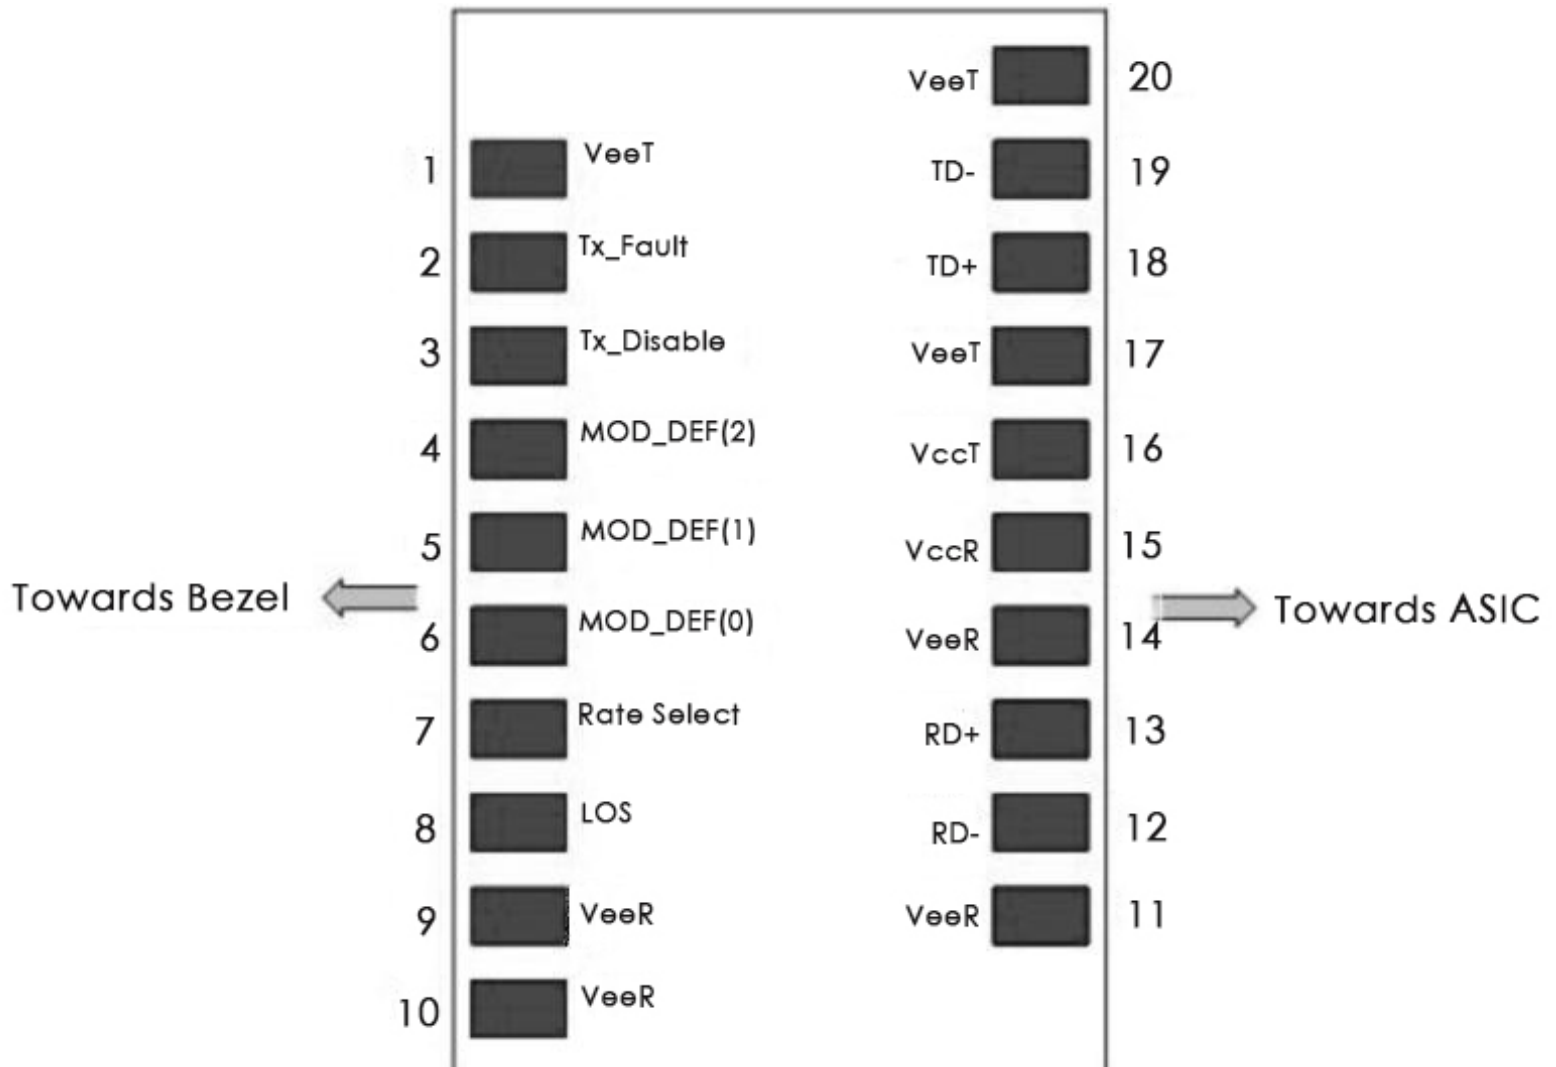 VeeT 20
1 VeeT TD- 19
2 Tx_Fault TD+ 18
3 Tx_Disable VeeT 17
4 MOD_DEF(2) VccT 16
5 MOD_DEF(1) VccR 15
Towards Bezel Towards ASIC
6 MOD_DEF(0) VeeR 14
7 Rate Select RD+ 13
8 LOS RD- 12
9 VeeR VeeR 11
10 VeeR